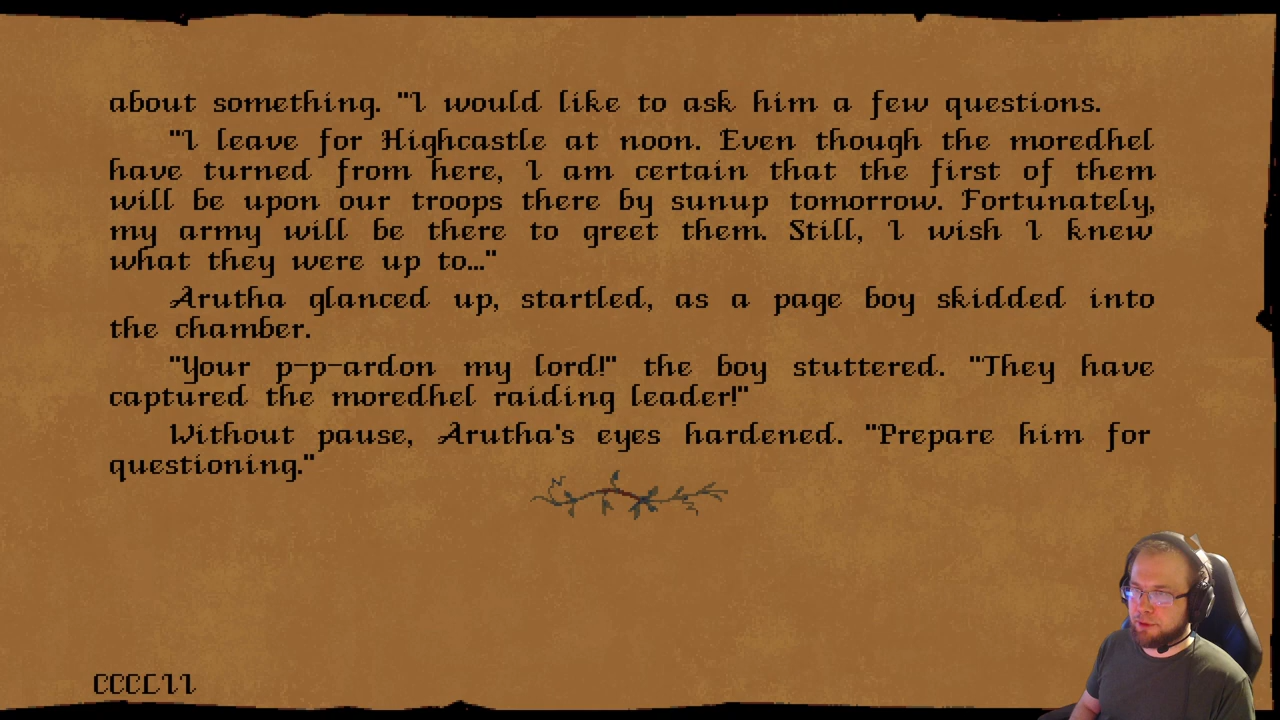 about something. "I would like to ask him a few questions.
"I leave for Highcastle at noon. Even though the moredhel
have turned from here, I am certain that the first of them
will be upon our troops there by sunup tomorrow. Fortunately,
my army will be there to greet them. Still, I wish I knew
what they were up to..."
Arutha glanced up, startled, as a page boy skidded into
the chamber.
"Your p-p-ardon my lord!" the boy stuttered. "They have
captured the moredhel raiding leader!"
Without pause, Arutha's eyes hardened. "Prepare him for
questioning."
CCCLII